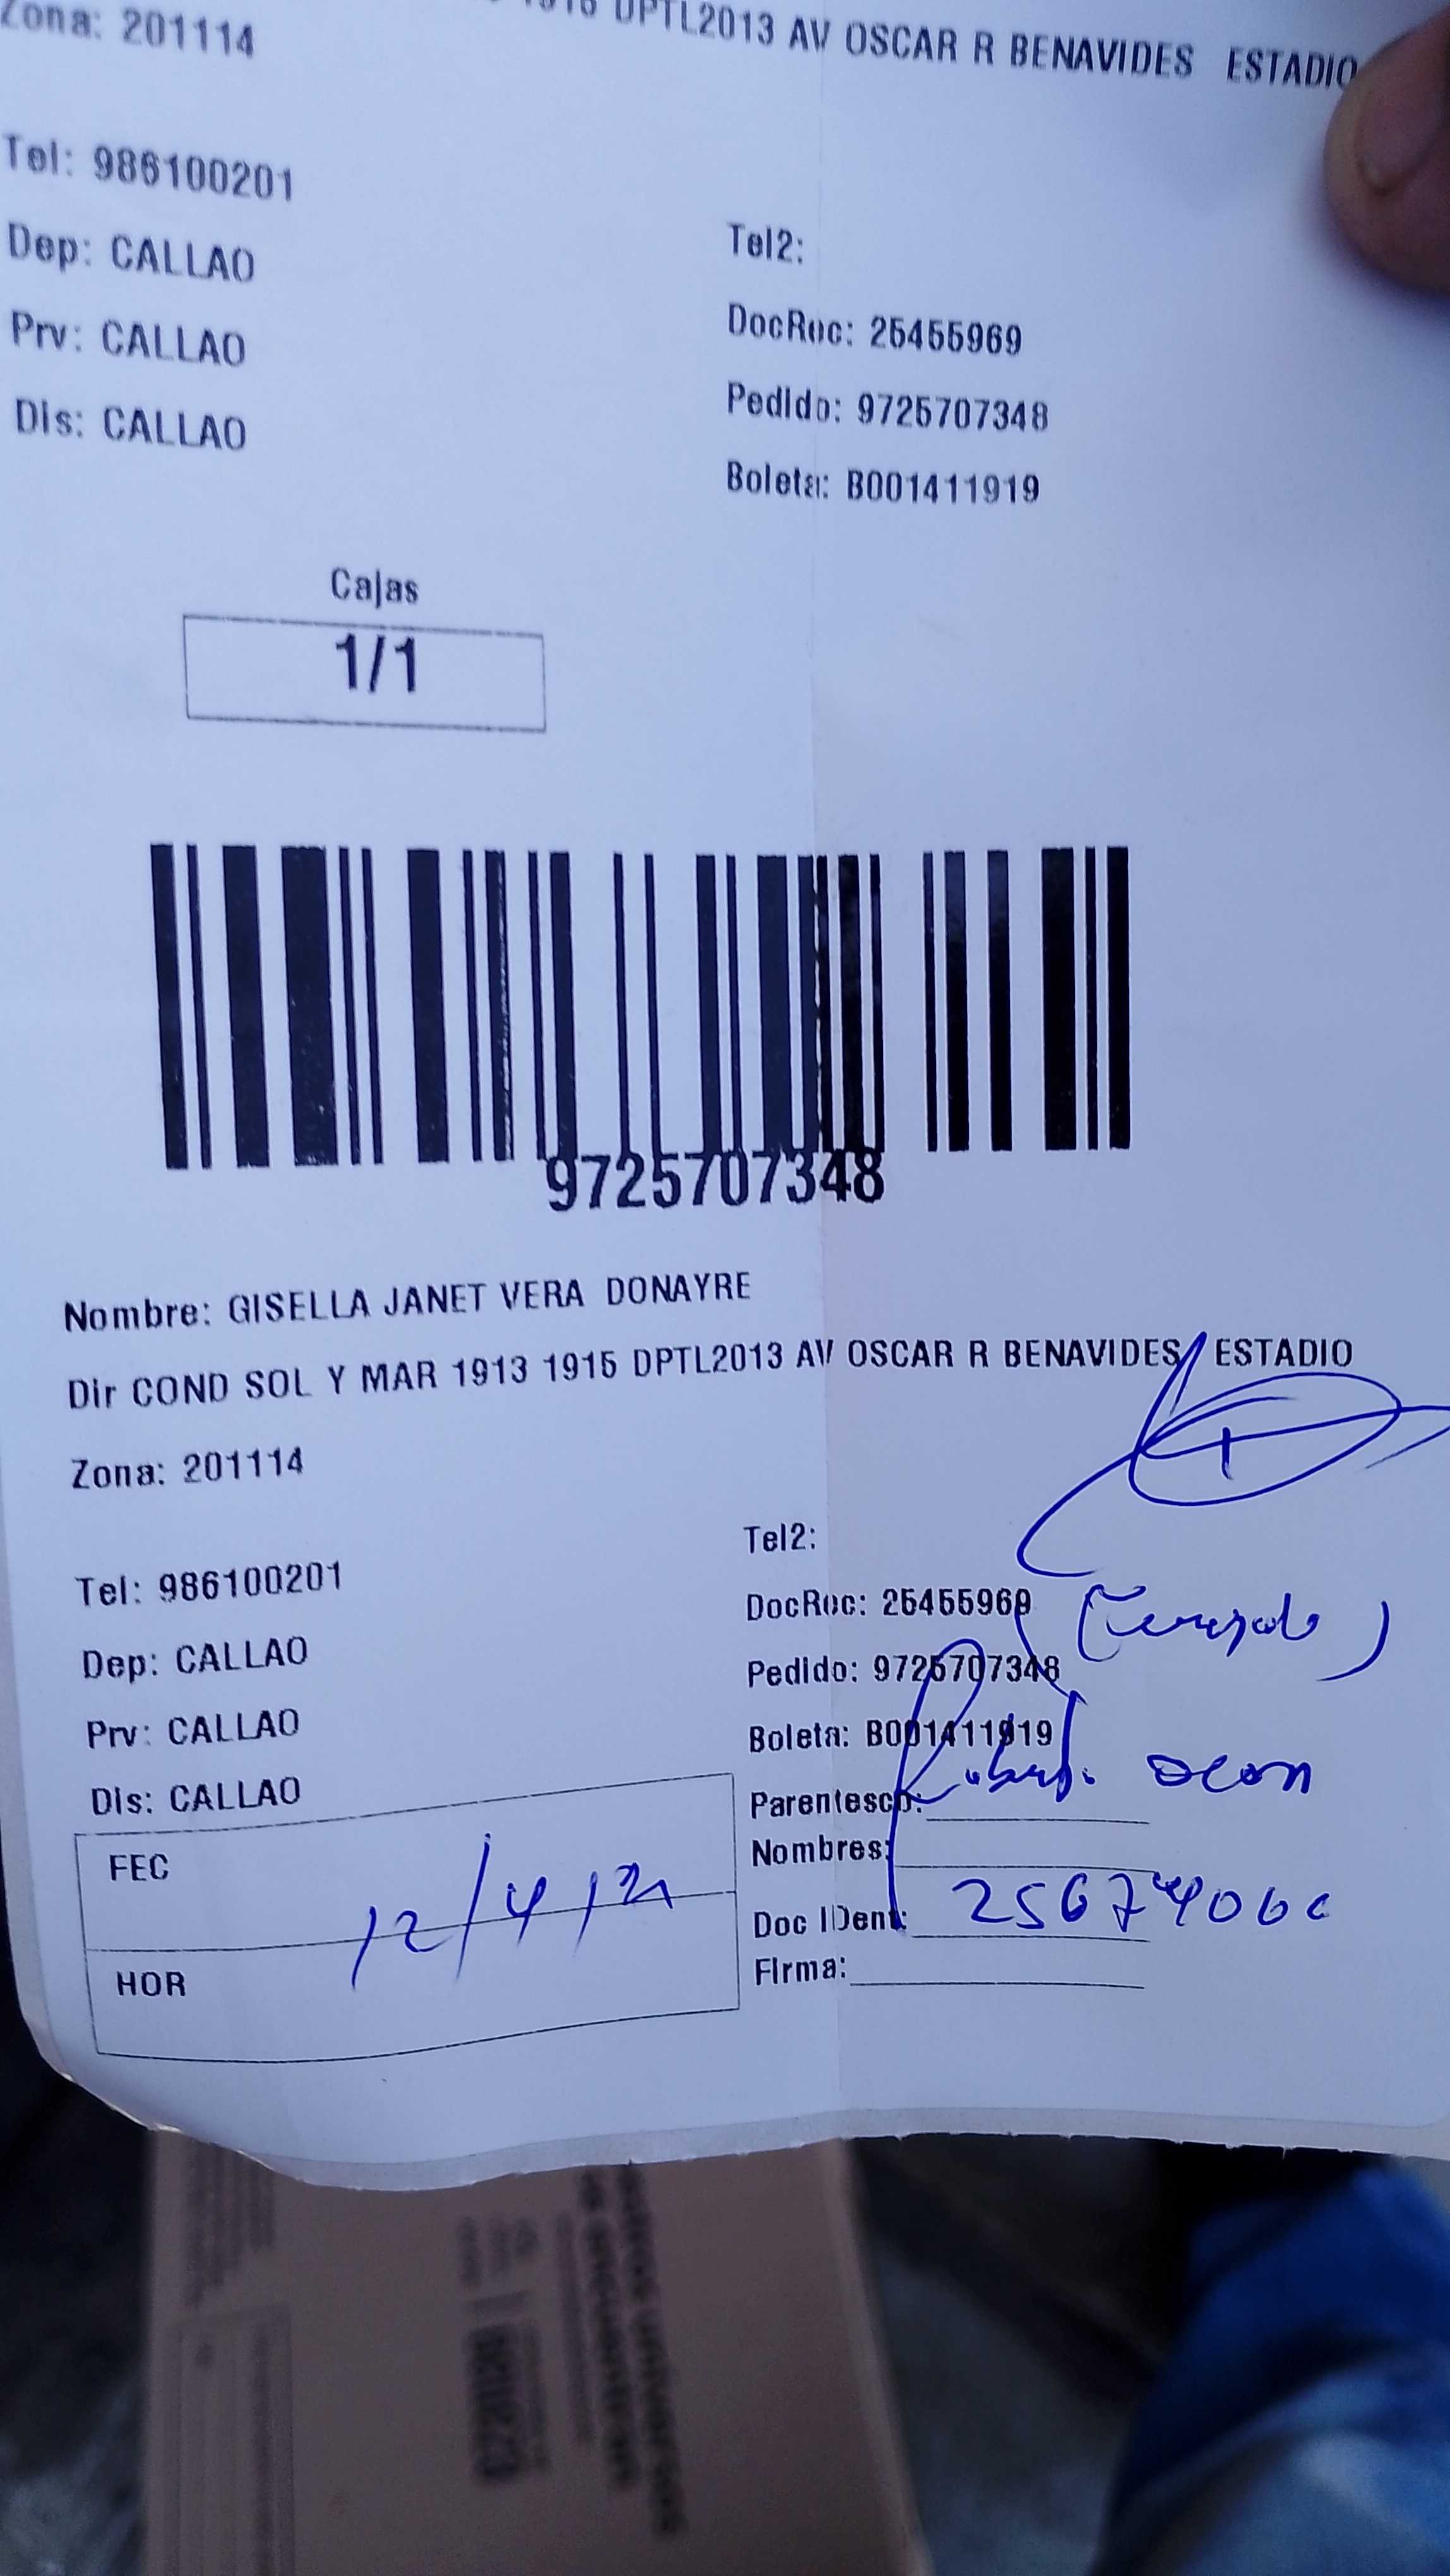 Zona: 201114
DPTL2013 AV OSCAR R BENAVIDES ESTADIO
Tel: 986100201
Dep: CALLAO
Tel2:
Prv: CALLAO
DocRec: 25455969
Dis: CALLAO
Pedido: 9725707348
Boleta: B001411919
Cajas
1/1
9725707348
Nombre: GISELLA JANET VERA DONAYRE
Dir COND SOL Y MAR 1913 1915 DPTL2013 AV OSCAR R BENAVIDES ESTADIO
Zona: 201114
Tel2:
Tel: 986100201
DocRec: 25455969
Dep: CALLAO
Pedido: 9725707348
Prv: CALLAO
Boleta: B001411919
Dis: CALLAO
Parentesco:
FEC
Nombres:
12/4/21
Doc IDent:
HOR
Firma: